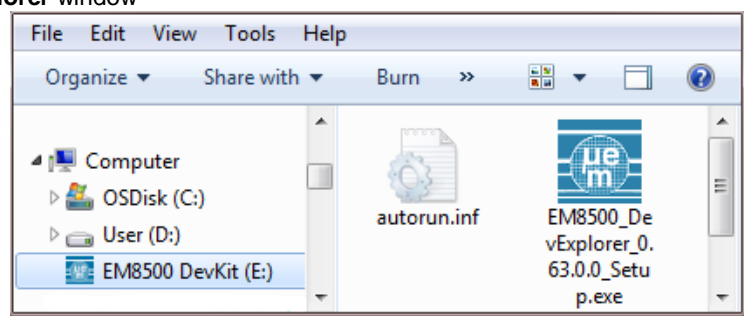 orer window
File Edit View Tools Help
Organize Share with Burn »
Computer
OSDisk (C:)
User (D:)
EM8500 DevKit (E:)
autorun.inf
EM8500_De
vExplorer_0.
63.0.0_Setu
p.exe